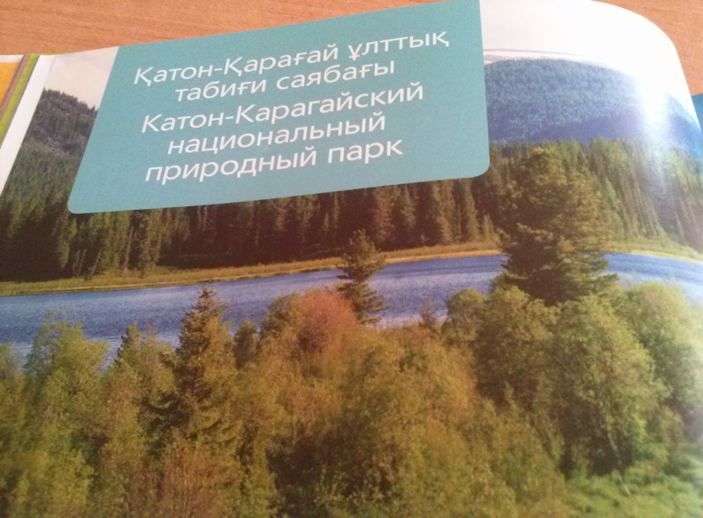 Қатон-Қарағай ұлттық
табиғи саябағы
Катон-Карагайский
национальный
природный парк